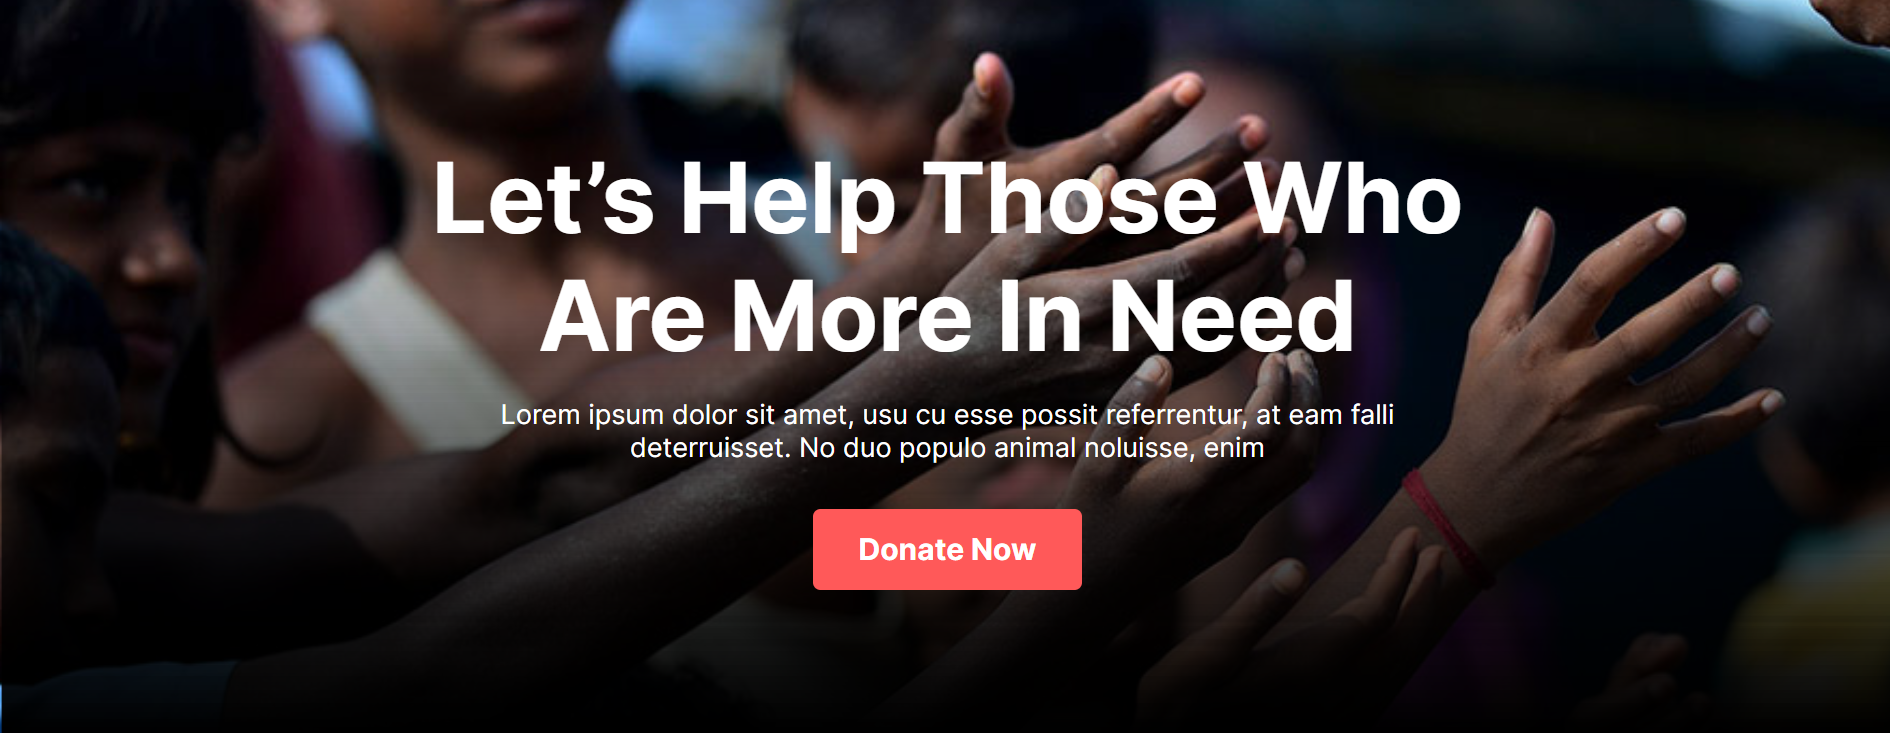 Let’s Help Those Who
Are More In Need
Lorem ipsum dolor sit amet, usu cu esse possit referrentur, at eam falli
deterruisset. No duo populo animal noluisse, enim
Donate Now